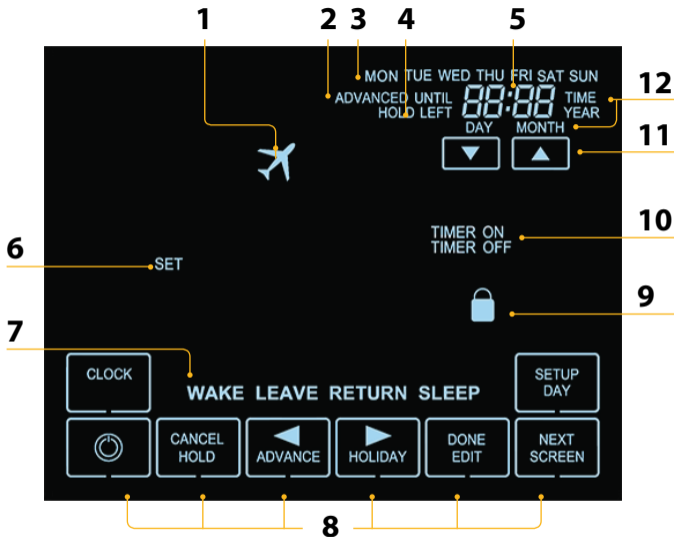 1 2 3 4 5
MON TUE WED THU FRI SAT SUN
12
ADVANCED UNTIL 88:88 TIME
HOLD LEFT YEAR
DAY MONTH
11
10
TIMER ON
TIMER OFF
6
SET
9
7
CLOCK
SETUP
DAY
WAKE LEAVE RETURN SLEEP
CANCEL
HOLD
ADVANCE
HOLIDAY
DONE
EDIT
NEXT
SCREEN
8